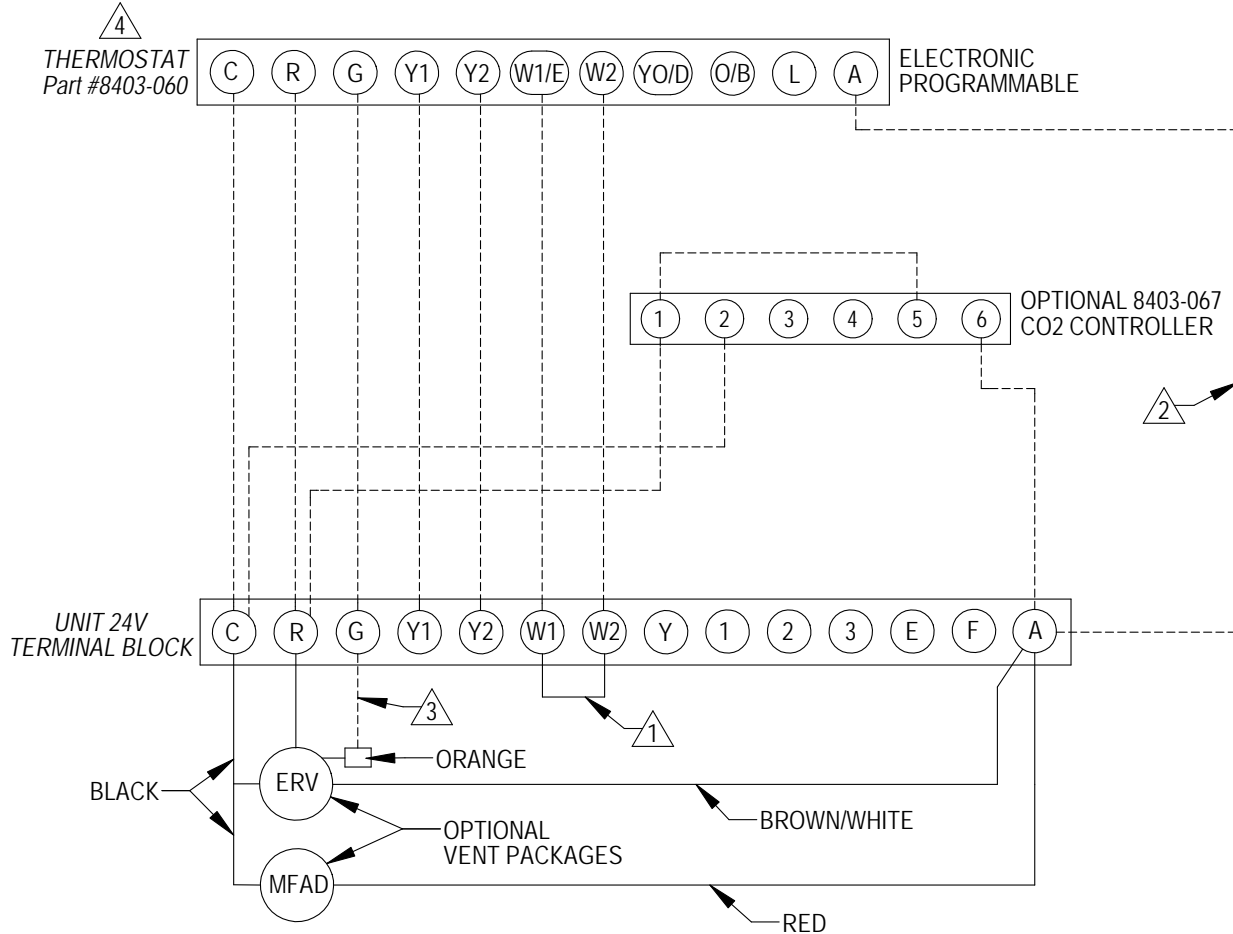 4
THERMOSTAT
Part #8403-060
C R G Y1 Y2 W1/E W2 YO/D O/B L A
ELECTRONIC
PROGRAMMABLE
1 2 3 4 5 6
OPTIONAL 8403-067
CO2 CONTROLLER
2
UNIT 24V
TERMINAL BLOCK
C R G Y1 Y2 W1 W2 Y 1 2 3 E F A
3
1
ORANGE
BLACK
ERV
BROWN/WHITE
OPTIONAL
VENT PACKAGES
MFAD
RED